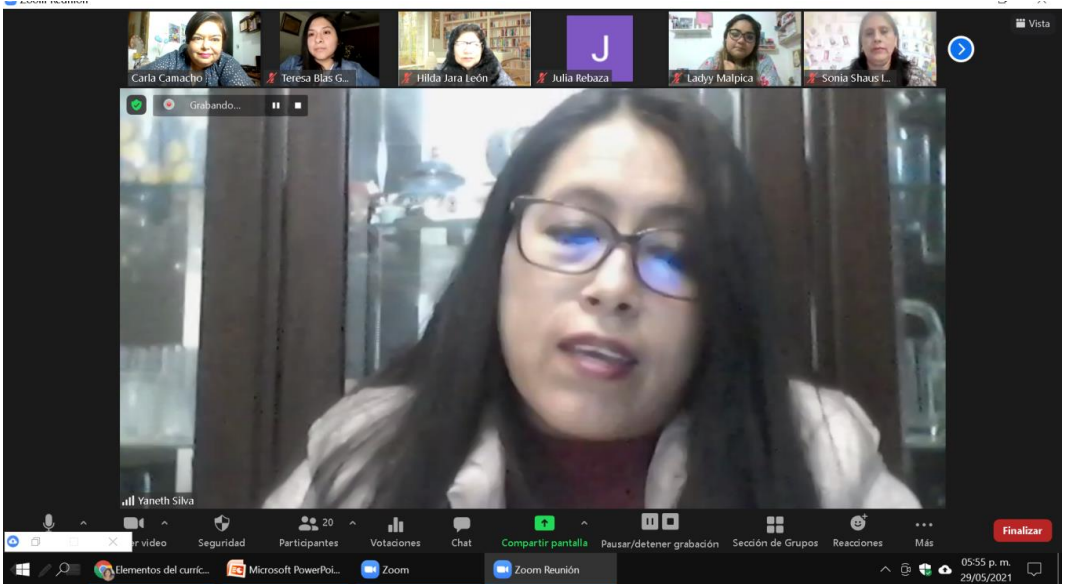 Zoom Reunión
Vista
Carla Camacho
Teresa Blas G...
Hilda Jara León
Julia Rebaza
Ladyy Malpica
Sonia Shaus I...
J
Grabando...
Yaneth Silva
20
er video
Seguridad
Participantes
Votaciones
Chat
Compartir pantalla
Pausar/detener grabación
Sección de Grupos
Reacciones
Más
Finalizar
Elementos del curríc...
Microsoft PowerPoi...
Zoom
Zoom Reunión
05:55 p. m.
29/05/2021